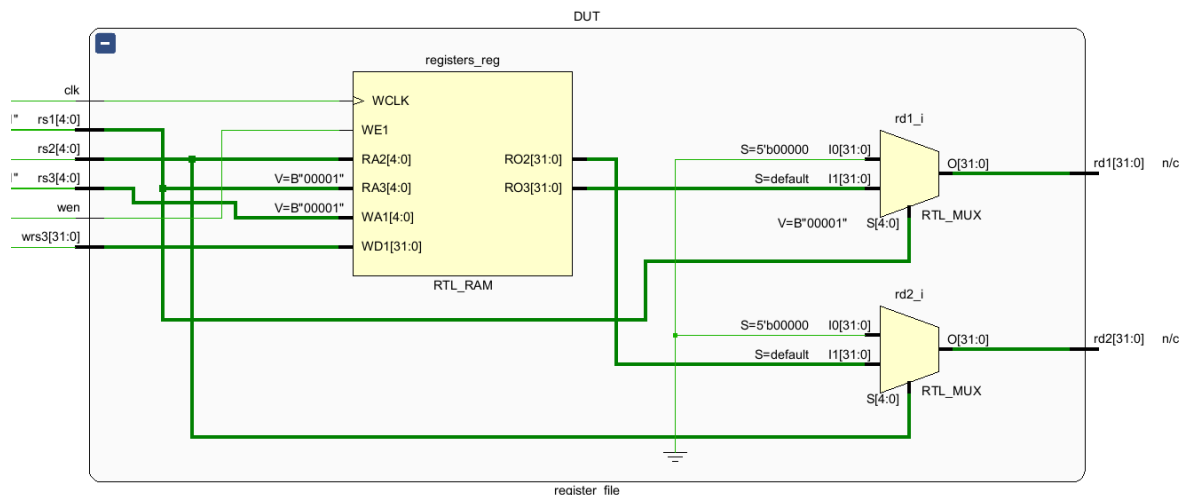 DUT
−
registers_reg
clk
WCLK
1" rs1[4:0]
WE1
rd1_i
rs2[4:0]
RA2[4:0]
RO2[31:0]
S=5'b00000 I0[31:0]
O[31:0]
rd1[31:0] n/c
1" rs3[4:0]
V=B"00001" RA3[4:0]
RO3[31:0]
S=default I1[31:0]
wen
V=B"00001" WA1[4:0]
V=B"00001" S[4:0]
RTL_MUX
wrs3[31:0]
WD1[31:0]
RTL_RAM
rd2_i
S=5'b00000 I0[31:0]
O[31:0]
rd2[31:0] n/c
S=default I1[31:0]
S[4:0]
RTL_MUX
register_file